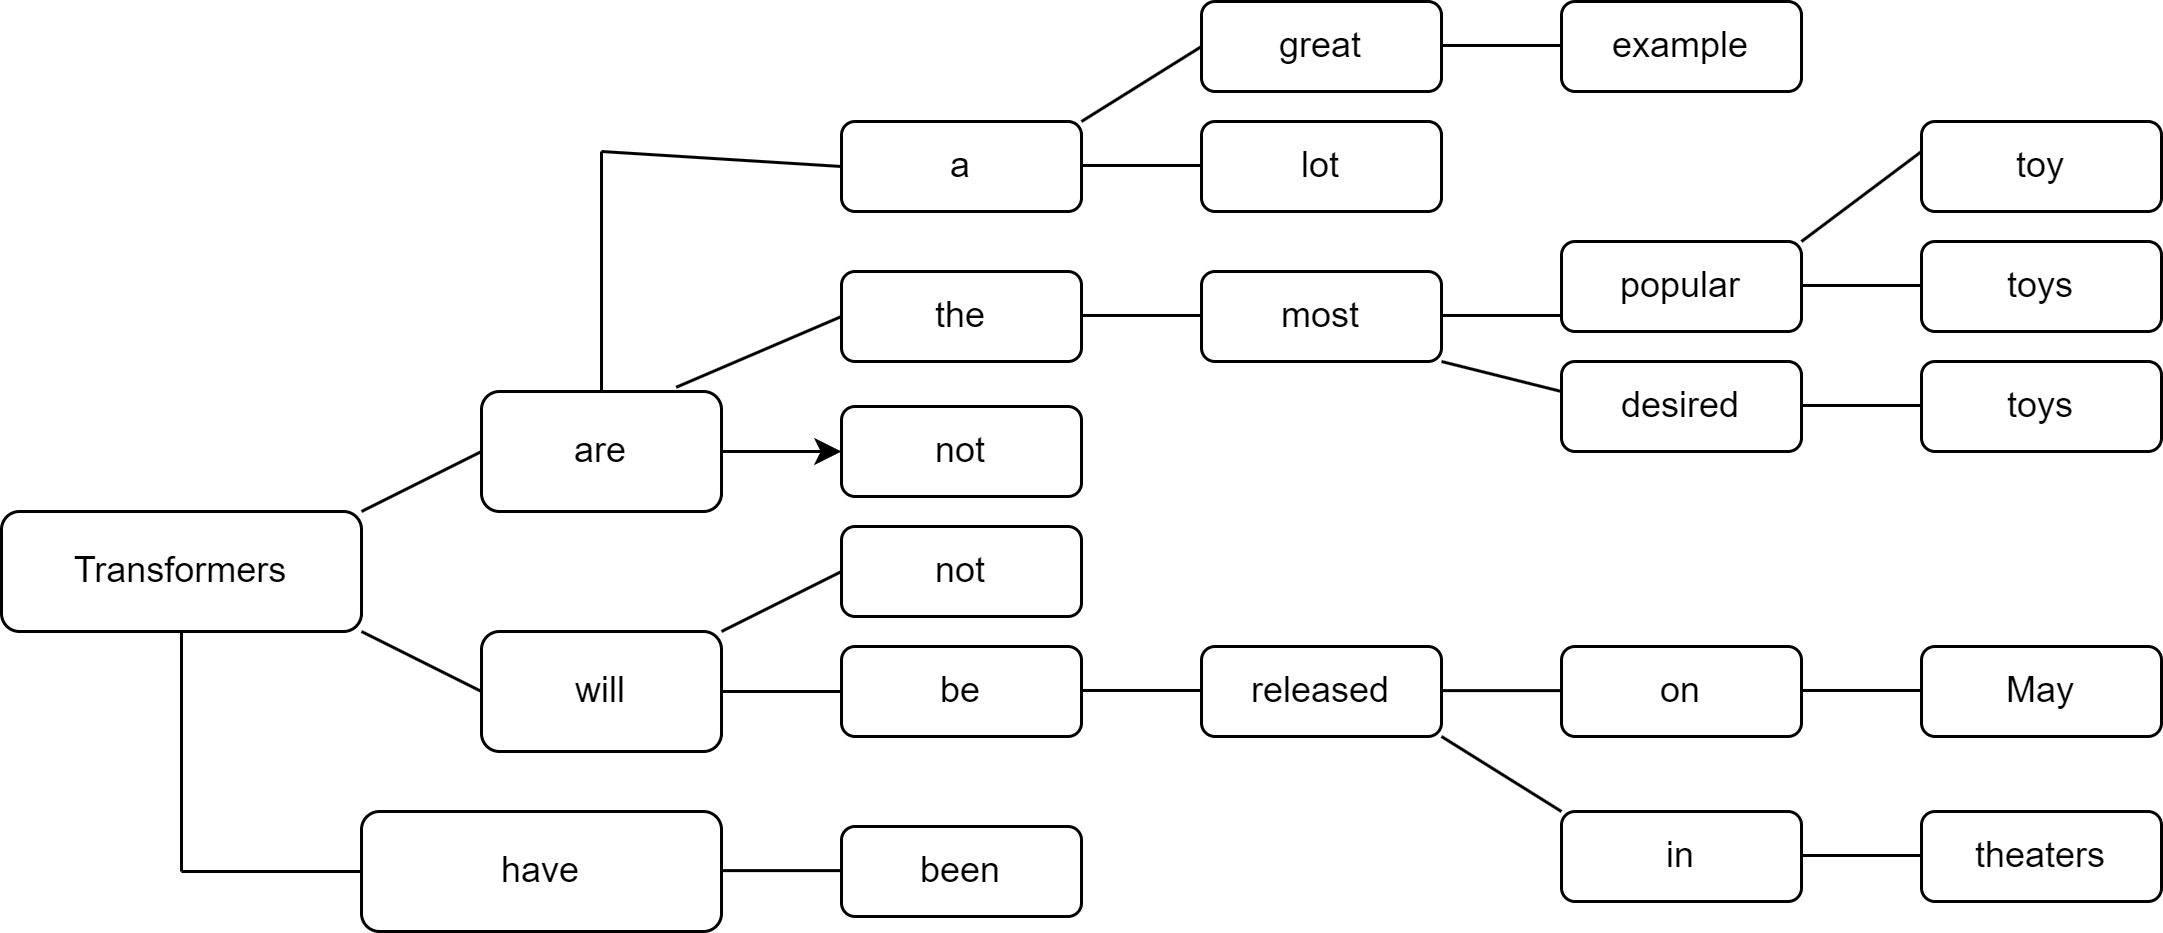 great
example
a
lot
toy
popular
toys
the
most
desired
toys
are
not
Transformers
not
will
be
released
on
May
have
been
in
theaters